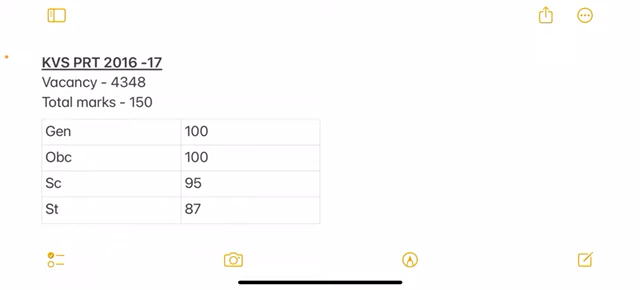 KVS PRT 2016 -17
Vacancy - 4348
Total marks - 150
Gen 100
Obc 100
Sc 95
St 87